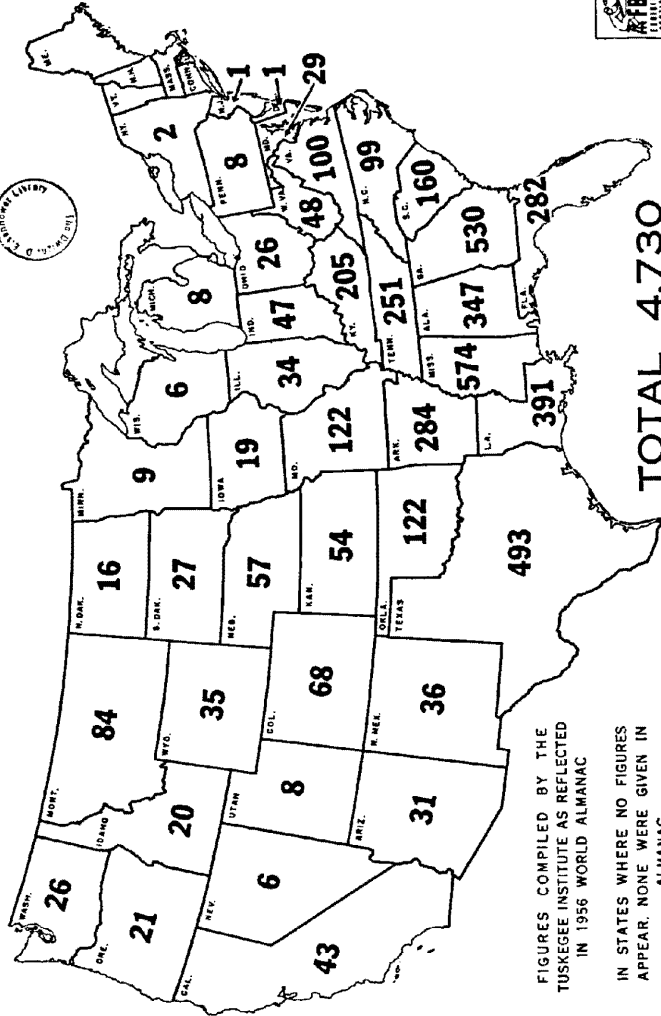 The Dwight D. Eisenhower Library
WASH.
26
ORE.
21
CAL.
43
NEV.
6
IDAHO
20
MONT.
84
WYO.
35
UTAH
8
COL.
68
ARIZ.
31
N. MEX.
36
N. DAK.
16
S. DAK.
27
NEB.
57
KAN.
54
OKLA.
122
TEXAS
493
MINN.
9
IOWA
19
MO.
122
ARK.
284
LA.
391
WIS.
6
ILL.
34
MICH.
8
IND.
47
OHIO
26
KY.
205
TENN.
251
MISS.
574
ALA.
347
GA.
530
FLA.
282
S.C.
160
N.C.
99
VA.
100
W. VA.
48
MD.
29
DEL.
1
N.J.
1
PENN.
8
N.Y.
2
VT.
N.H.
ME.
MASS.
CONN.
FIGURES COMPILED BY THE
TUSKEGEE INSTITUTE AS REFLECTED
IN 1956 WORLD ALMANAC
IN STATES WHERE NO FIGURES
APPEAR, NONE WERE GIVEN IN
ALMANAC
TOTAL 4,730